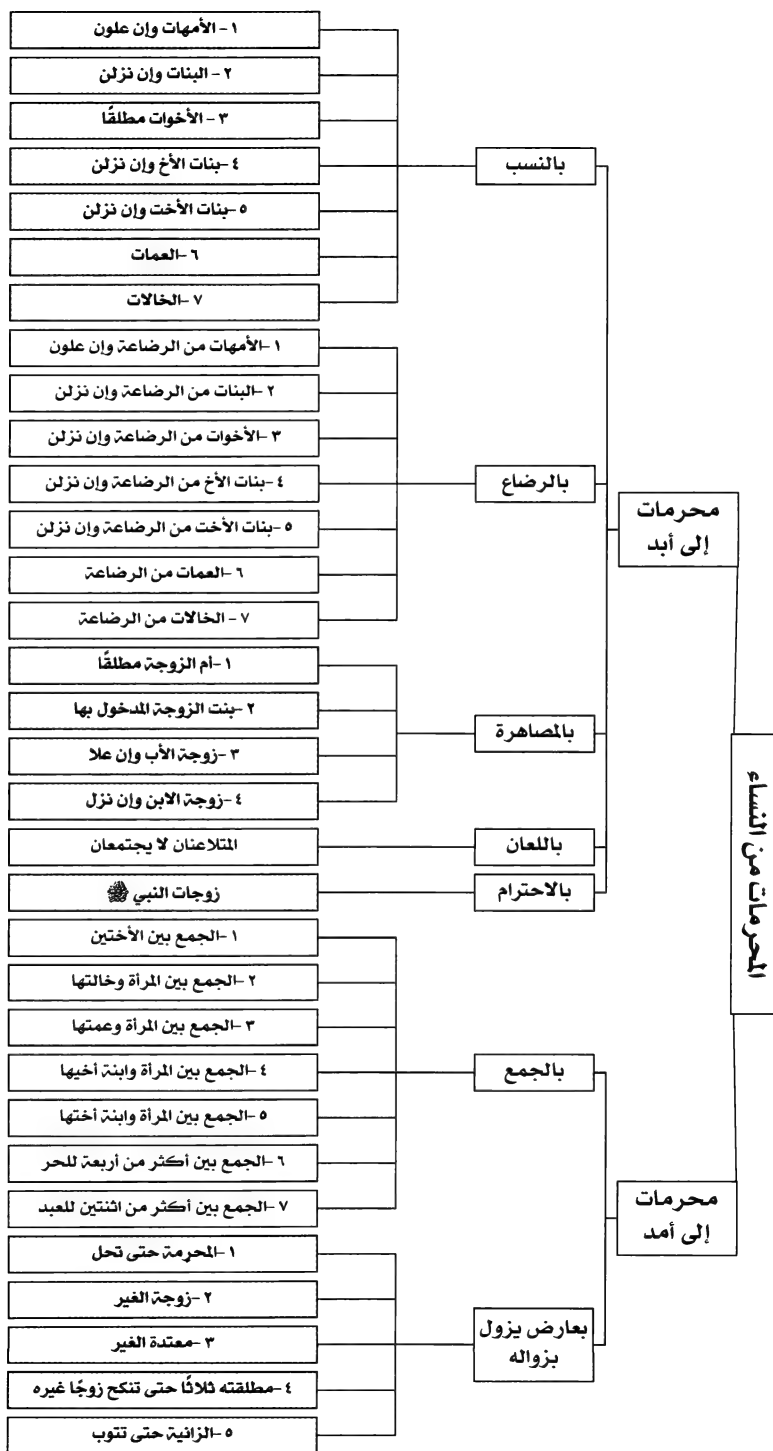 المحرمات من النساء
محرمات
إلى أبد
بالنسب
١ - الأمهات وإن علون
٢ - البنات وإن نزلن
٣ - الأخوات مطلقًا
٤ -بنات الأخ وإن نزلن
٥ -بنات الأخت وإن نزلن
٦ -العمات
٧ -الخالات
بالرضاع
١ -الأمهات من الرضاعة وإن علون
٢ -البنات من الرضاعة وإن نزلن
٣ -الأخوات من الرضاعة وإن نزلن
٤ -بنات الأخ من الرضاعة وإن نزلن
٥ -بنات الأخت من الرضاعة وإن نزلن
٦ -العمات من الرضاعة
٧ - الخالات من الرضاعة
بالمصاهرة
١ -أم الزوجة مطلقًا
٢ -بنت الزوجة المدخول بها
٣ -زوجة الأب وإن علا
٤ -زوجة الابن وإن نزل
باللعان
المتلاعنان لا يجتمعان
بالاحترام
زوجات النبي ﷺ
محرمات
إلى أمد
بالجمع
١ -الجمع بين الأختين
٢ -الجمع بين المرأة وخالتها
٣ -الجمع بين المرأة وعمتها
٤ -الجمع بين المرأة وابنة أخيها
٥ -الجمع بين المرأة وابنة أختها
٦ -الجمع بين أكثر من أربعة للحر
٧ -الجمع بين أكثر من اثنتين للعبد
بعارض يزول
بزواله
١ -المحرمة حتى تحل
٢ -زوجة الغير
٣ -معتدة الغير
٤ -مطلقته ثلاثًا حتى تنكح زوجًا غيره
٥ -الزانية حتى تتوب